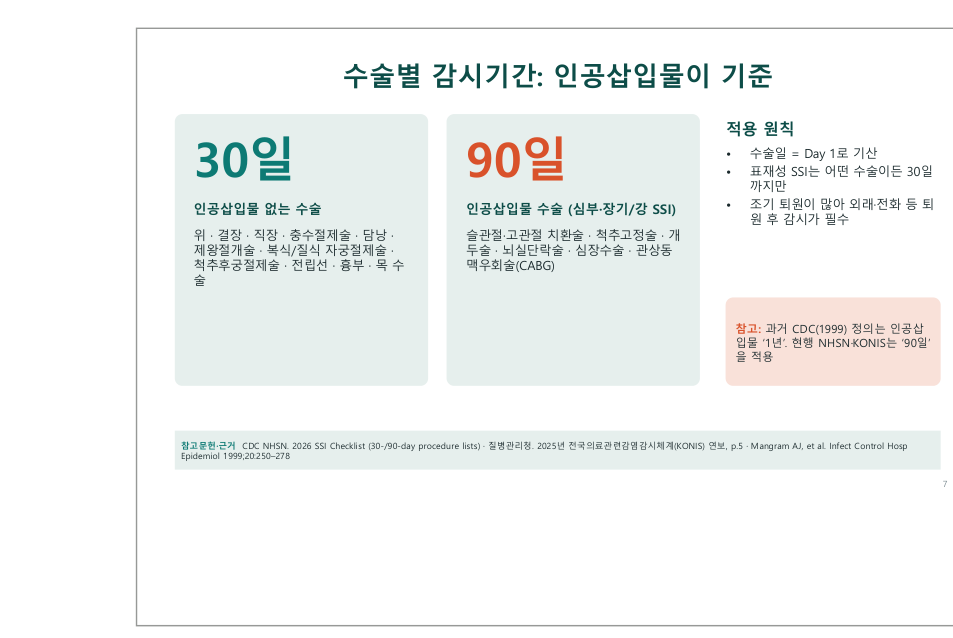 수술별 감시기간: 인공삽입물이 기준
30일
인공삽입물 없는 수술
위 · 결장 · 직장 · 충수절제술 · 담낭 ·
제왕절개술 · 복식/질식 자궁절제술 ·
척추후궁절제술 · 전립선 · 흉부 · 목 수
술
90일
인공삽입물 수술 (심부·장기/강 SSI)
슬관절·고관절 치환술 · 척추고정술 · 개
두술 · 뇌실단락술 · 심장수술 · 관상동
맥우회술(CABG)
적용 원칙
• 수술일 = Day 1로 기산
• 표재성 SSI는 어떤 수술이든 30일
까지만
• 조기 퇴원이 많아 외래·전화 등 퇴
원 후 감시가 필수
참고: 과거 CDC(1999) 정의는 인공삽
입물 ‘1년’. 현행 NHSN·KONIS는 ‘90일’
을 적용
참고문헌·근거 CDC NHSN. 2026 SSI Checklist (30-/90-day procedure lists) · 질병관리청. 2025년 전국의료관련감염감시체계(KONIS) 연보, p.5 · Mangram AJ, et al. Infect Control Hosp
Epidemiol 1999;20:250–278
7